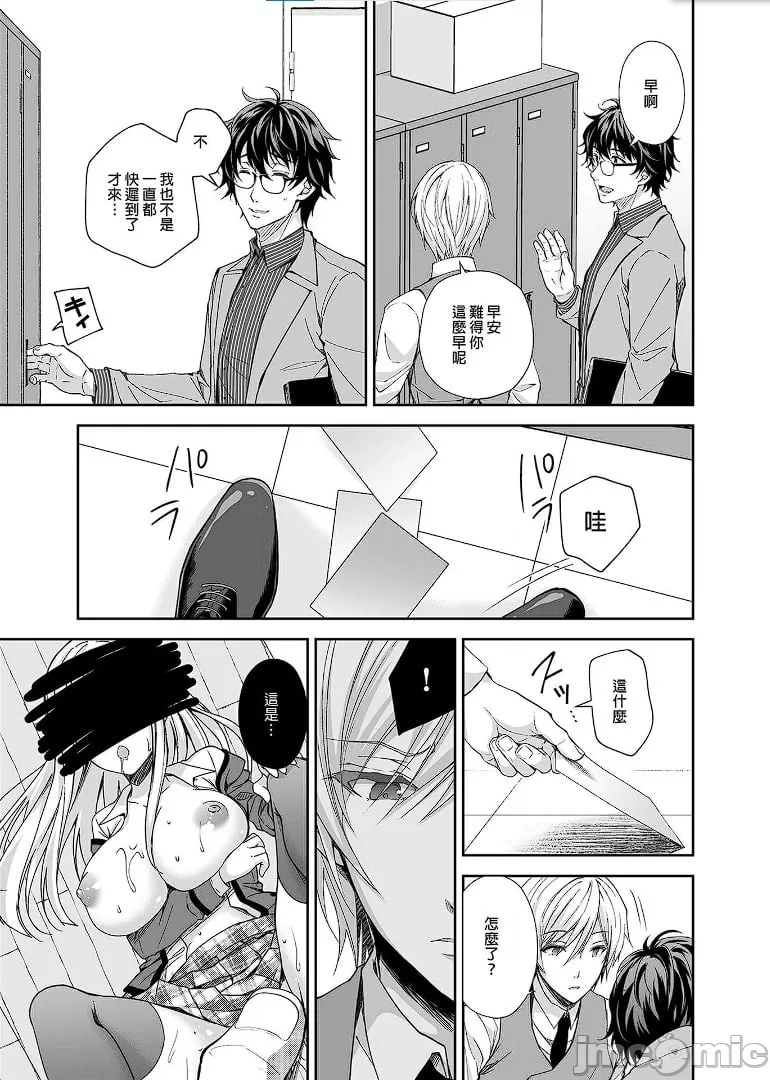 早啊
早安
難得你
這麼早呢
不
我也不是
一直都
快遲到了
才來…
キィ
哇
パ
パ
這什麼
スッ…
怎麼了?
!
這是…
jmcomic.mobi